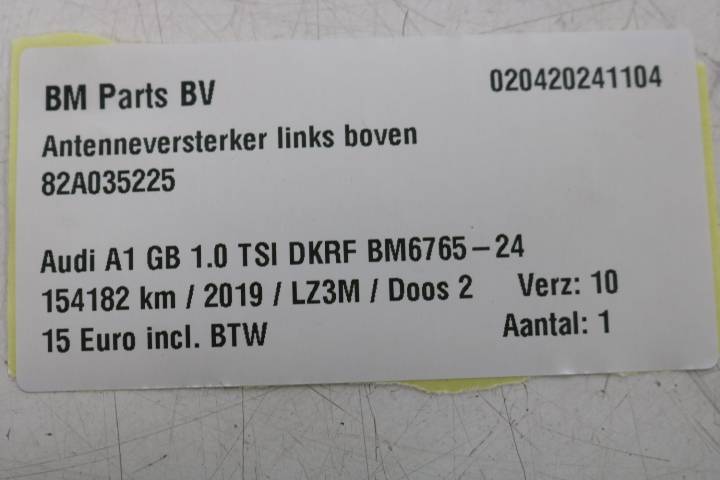 BM Parts BV 020420241104
Antenneversterker links boven
82A035225
Audi A1 GB 1.0 TSI DKRF BM6765-24
154182 km / 2019 / LZ3M / Doos 2 Verz: 10
15 Euro incl. BTW Aantal: 1